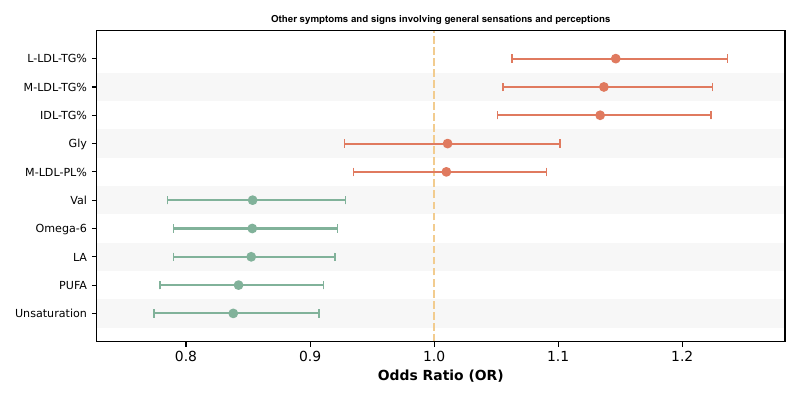 Other symptoms and signs involving general sensations and perceptions
L-LDL-TG%
M-LDL-TG%
IDL-TG%
Gly
M-LDL-PL%
Val
Omega-6
LA
PUFA
Unsaturation
0.8 0.9 1.0 1.1 1.2
Odds Ratio (OR)